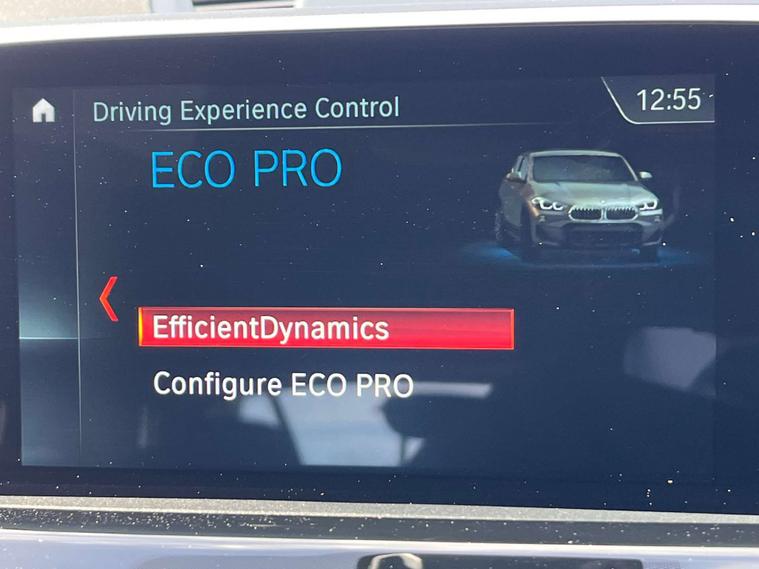 Driving Experience Control
12:55
ECO PRO
EfficientDynamics
Configure ECO PRO